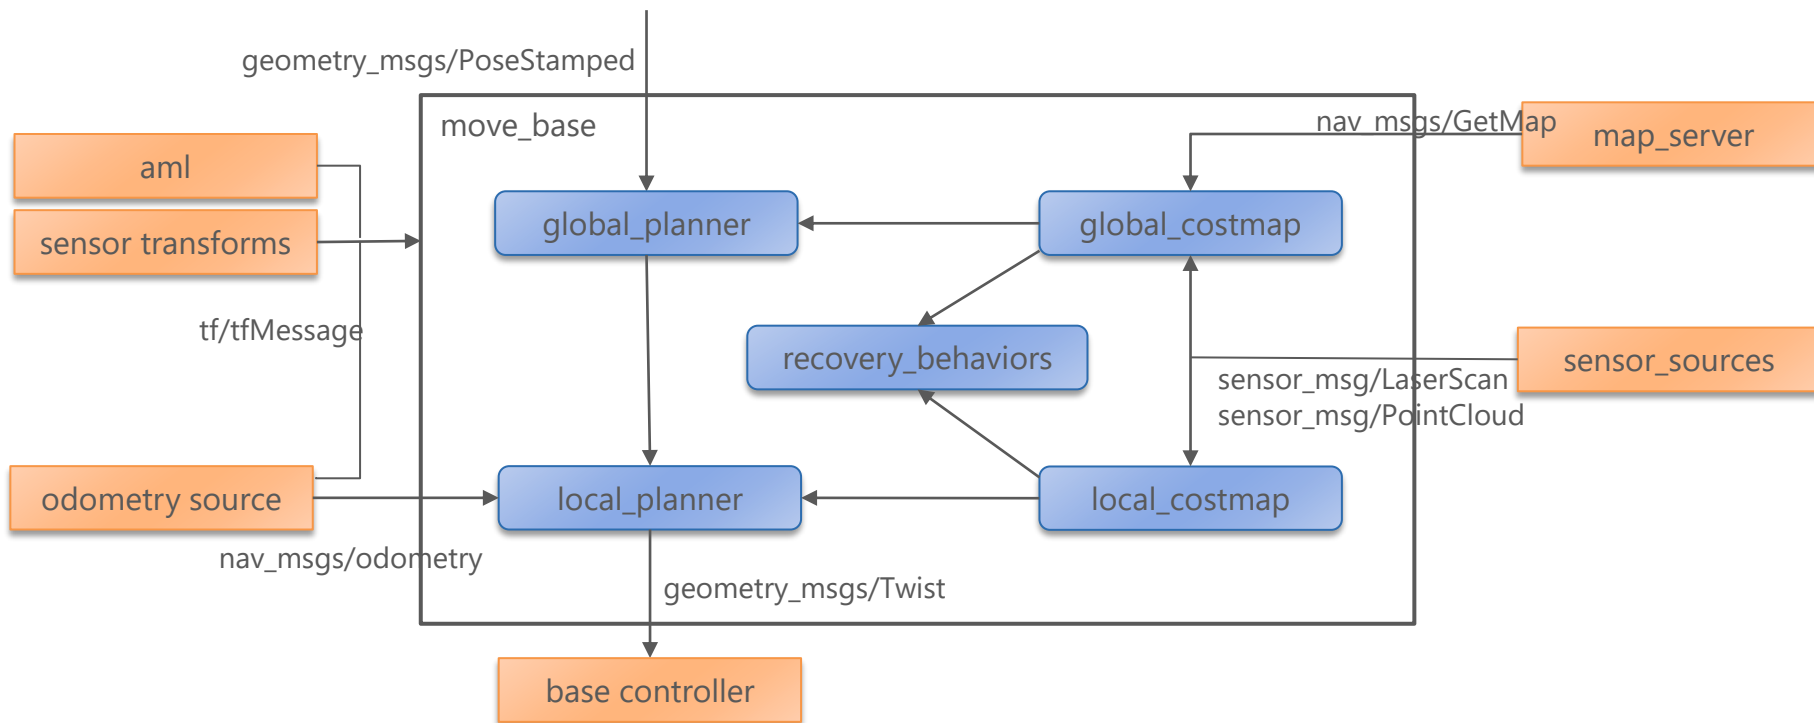 geometry_msgs/PoseStamped
move_base
nav_msgs/GetMap
map_server
aml
global_planner
global_costmap
sensor transforms
tf/tfMessage
recovery_behaviors
sensor_sources
sensor_msg/LaserScan
sensor_msg/PointCloud
odometry source
local_planner
local_costmap
nav_msgs/odometry
geometry_msgs/Twist
base controller